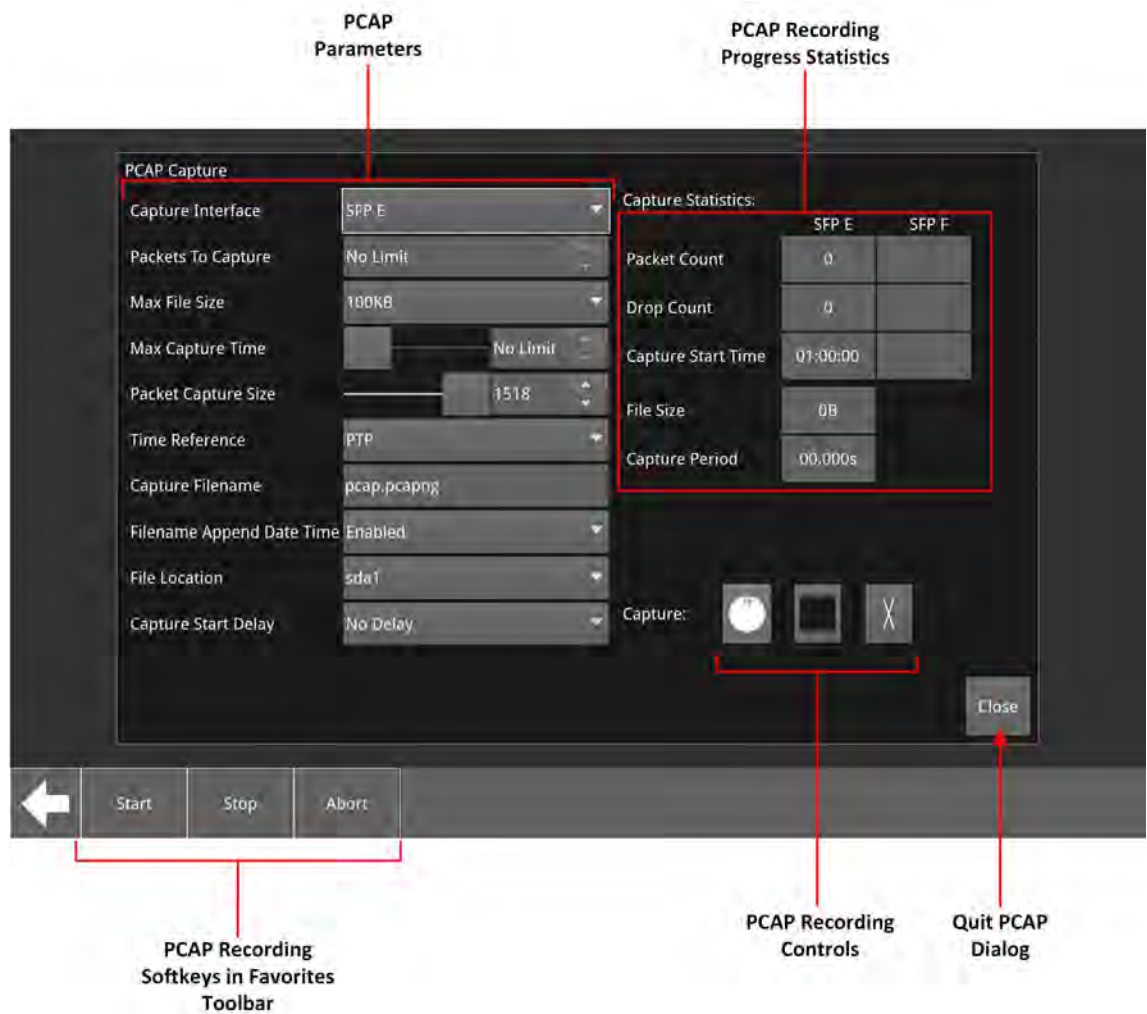 PCAP
Parameters
PCAP Recording
Progress Statistics
PCAP Capture
Capture Interface
SFP E
Packets To Capture
No Limit
Max File Size
100KB
Max Capture Time
No Limit
Packet Capture Size
1518
Time Reference
PTP
Capture Filename
pcap.pcapng
Filename Append Date Time
Enabled
File Location
sda1
Capture Start Delay
No Delay
Capture Statistics:
SFP E
SFP F
Packet Count
0
Drop Count
0
Capture Start Time
01:00:00
File Size
0B
Capture Period
00.000s
Capture:
Close
Start
Stop
Abort
PCAP Recording
Softkeys in Favorites
Toolbar
PCAP Recording
Controls
Quit PCAP
Dialog